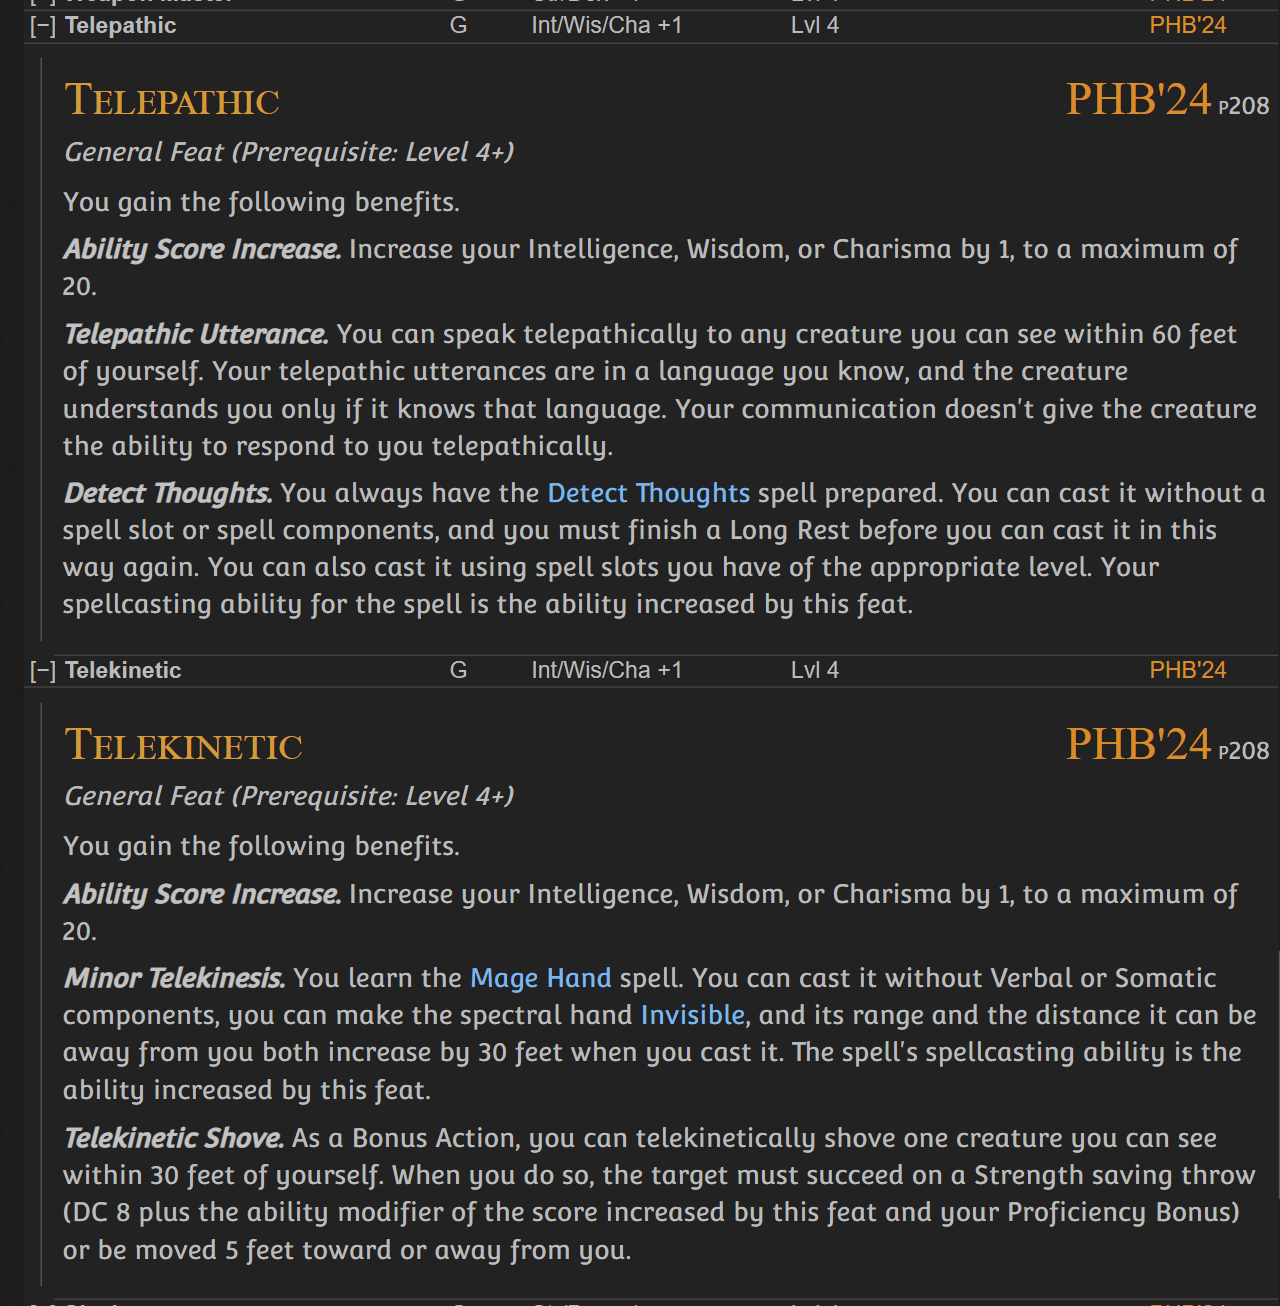 [−] Telepathic G Int/Wis/Cha +1 Lvl 4 PHB'24
Telepathic PHB'24 P208
General Feat (Prerequisite: Level 4+)
You gain the following benefits.
Ability Score Increase. Increase your Intelligence, Wisdom, or Charisma by 1, to a maximum of
20.
Telepathic Utterance. You can speak telepathically to any creature you can see within 60 feet
of yourself. Your telepathic utterances are in a language you know, and the creature
understands you only if it knows that language. Your communication doesn't give the creature
the ability to respond to you telepathically.
Detect Thoughts. You always have the Detect Thoughts spell prepared. You can cast it without a
spell slot or spell components, and you must finish a Long Rest before you can cast it in this
way again. You can also cast it using spell slots you have of the appropriate level. Your
spellcasting ability for the spell is the ability increased by this feat.
[−] Telekinetic G Int/Wis/Cha +1 Lvl 4 PHB'24
Telekinetic PHB'24 P208
General Feat (Prerequisite: Level 4+)
You gain the following benefits.
Ability Score Increase. Increase your Intelligence, Wisdom, or Charisma by 1, to a maximum of
20.
Minor Telekinesis. You learn the Mage Hand spell. You can cast it without Verbal or Somatic
components, you can make the spectral hand Invisible, and its range and the distance it can be
away from you both increase by 30 feet when you cast it. The spell's spellcasting ability is the
ability increased by this feat.
Telekinetic Shove. As a Bonus Action, you can telekinetically shove one creature you can see
within 30 feet of yourself. When you do so, the target must succeed on a Strength saving throw
(DC 8 plus the ability modifier of the score increased by this feat and your Proficiency Bonus)
or be moved 5 feet toward or away from you.